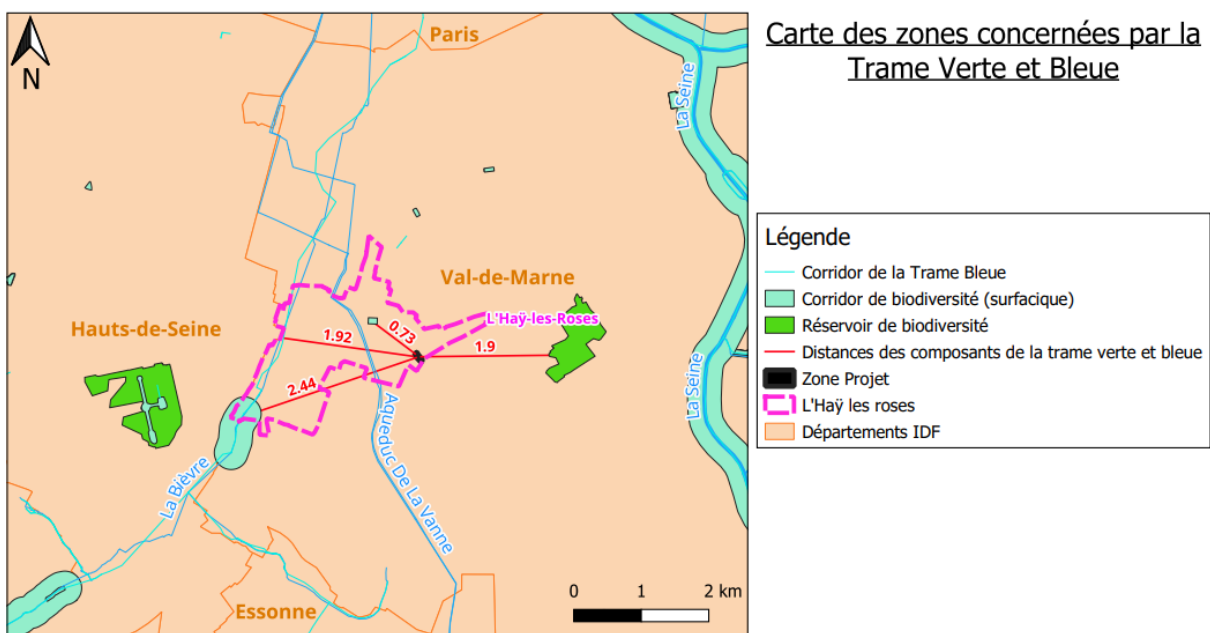 Carte des zones concernées par la
Trame Verte et Bleue
N
Paris
La Seine
Val-de-Marne
Hauts-de-Seine
L'Haÿ-les-Roses
0.73
1.92
1.9
2.44
La Seine
Aqueduc De La Vanne
La Bièvre
Essonne
0 1 2 km
Légende
Corridor de la Trame Bleue
Corridor de biodiversité (surfacique)
Réservoir de biodiversité
Distances des composants de la trame verte et bleue
Zone Projet
L'Haÿ les roses
Départements IDF